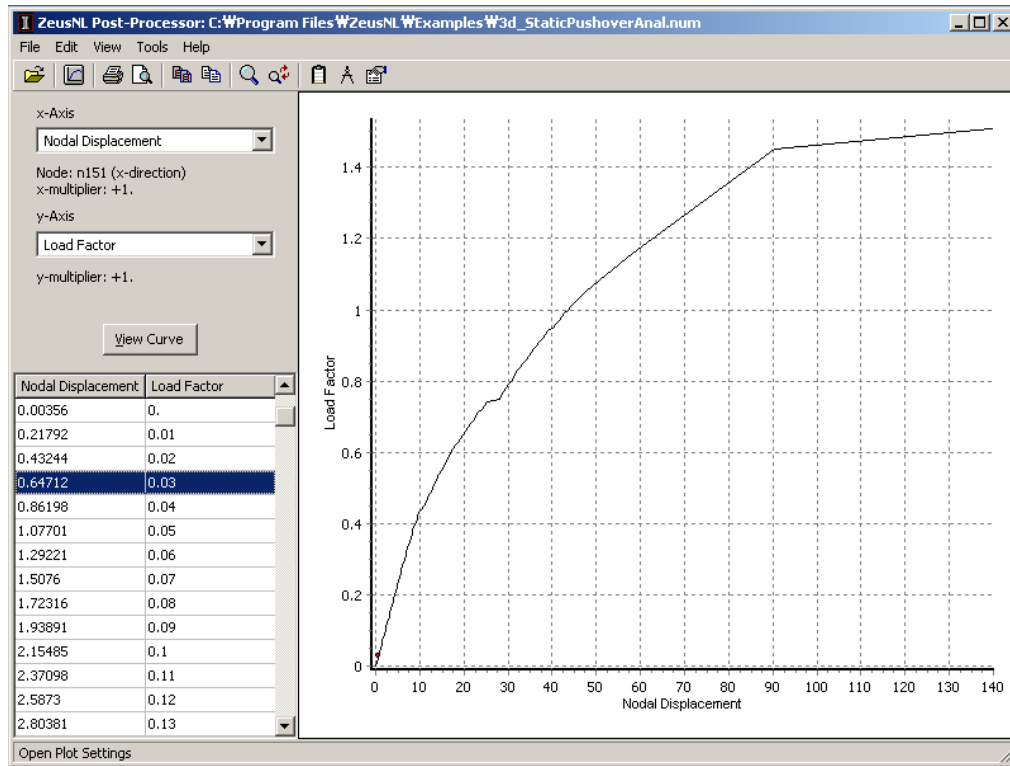 ZeusNL Post-Processor: C:₩Program Files₩ZeusNL₩Examples₩3d_StaticPushoverAnal.num
File Edit View Tools Help
x-Axis
Nodal Displacement
Node: n151 (x-direction)
x-multiplier: +1.
y-Axis
Load Factor
y-multiplier: +1.
View Curve
Nodal Displacement Load Factor
0.00356 0.
0.21792 0.01
0.43244 0.02
0.64712 0.03
0.86198 0.04
1.07701 0.05
1.29221 0.06
1.5076 0.07
1.72316 0.08
1.93891 0.09
2.15485 0.1
2.37098 0.11
2.5873 0.12
2.80381 0.13
Load Factor
1.4
1.2
1
0.8
0.6
0.4
0.2
0
0 10 20 30 40 50 60 70 80 90 100 110 120 130 140
Nodal Displacement
Open Plot Settings